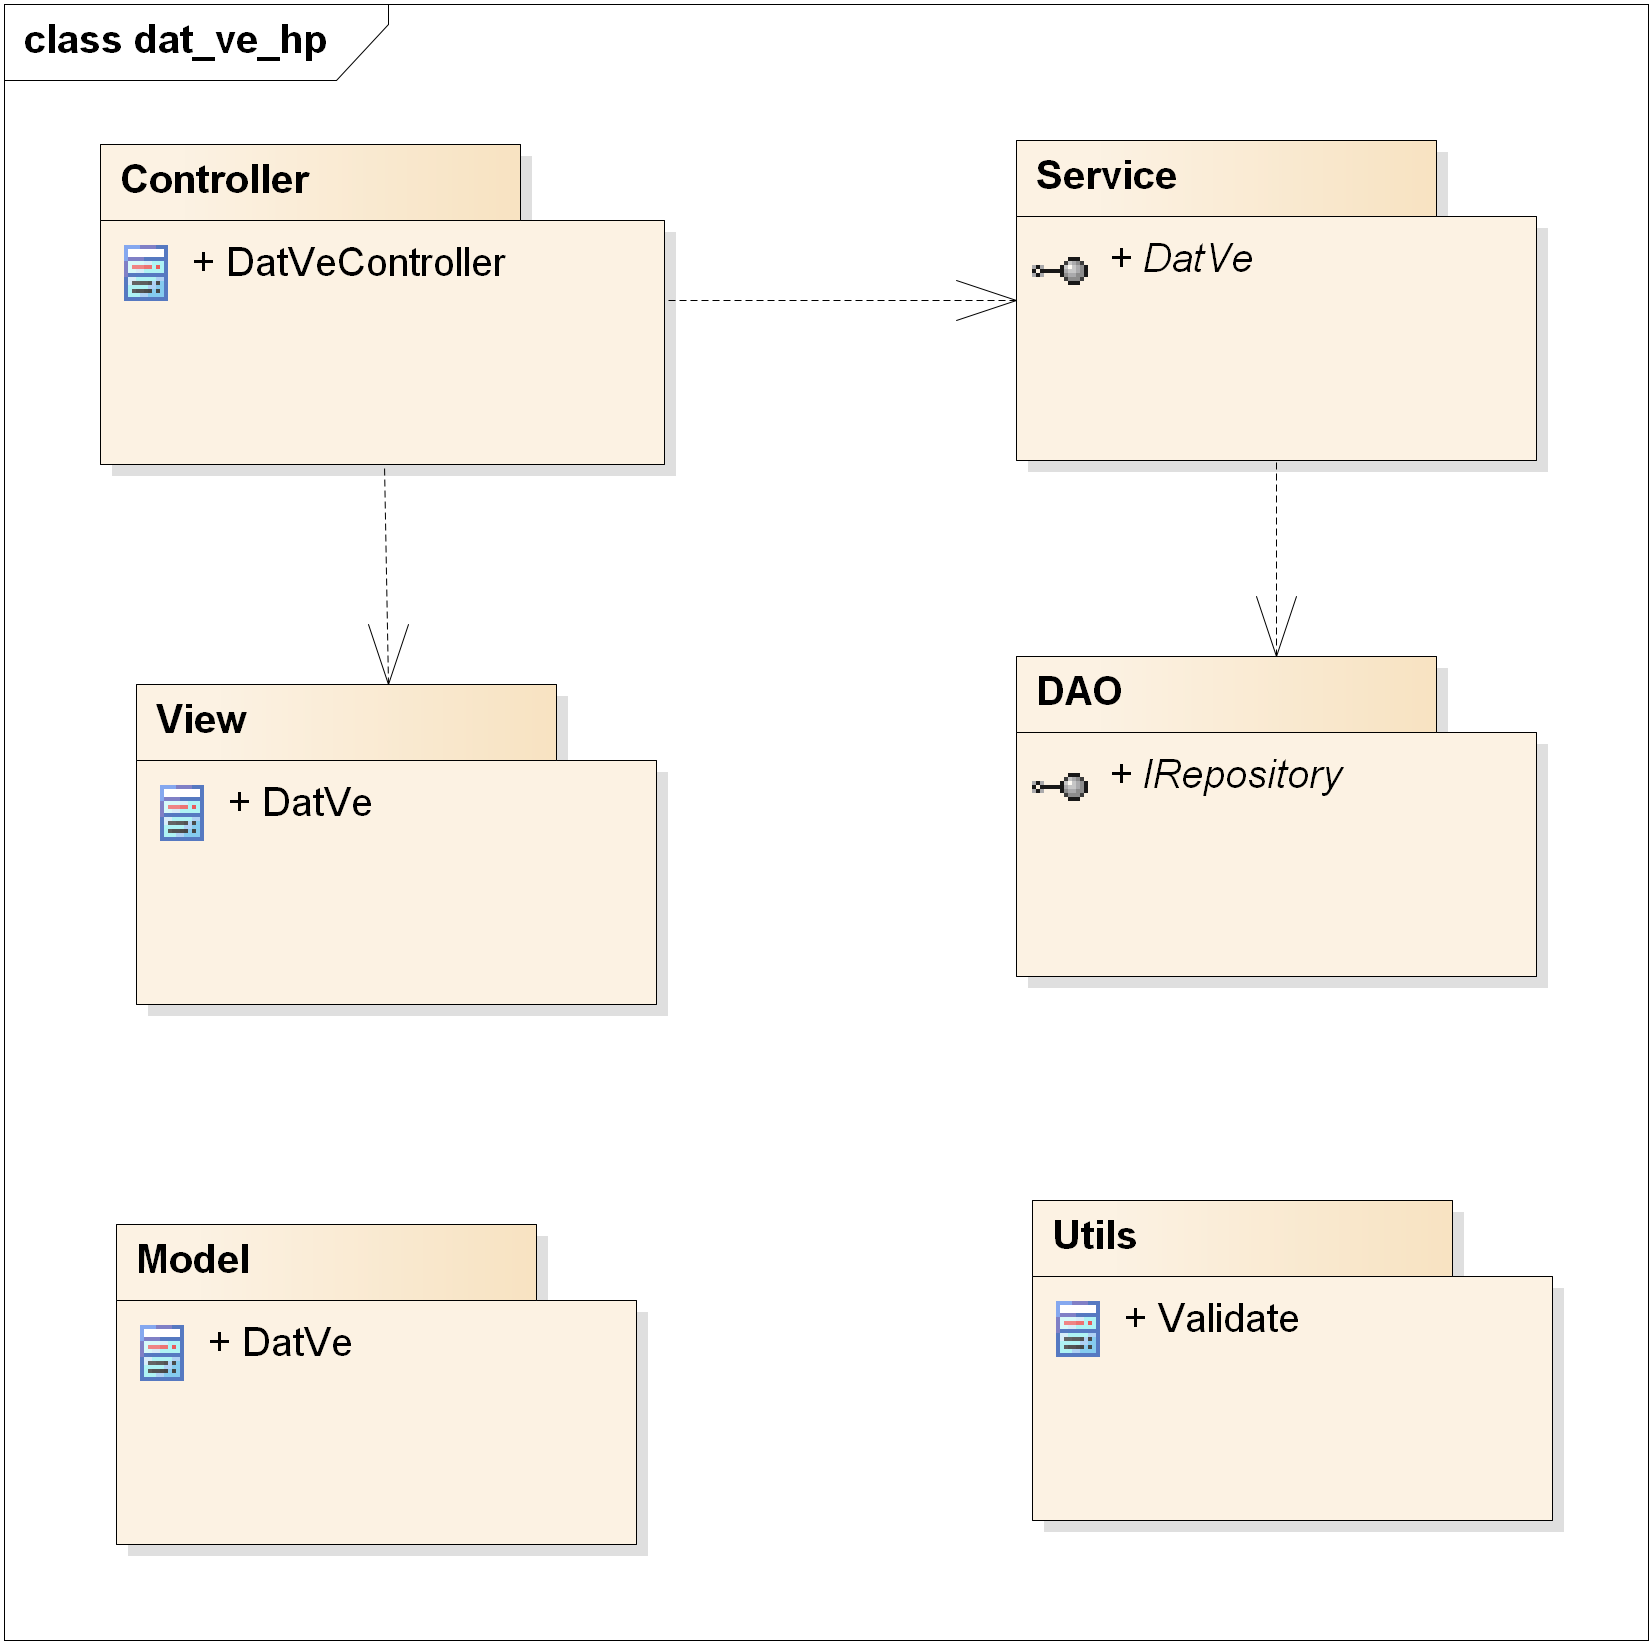 class dat_ve_hp
Controller
+ DatVeController
Service
+ DatVe
View
+ DatVe
DAO
+ IRepository
Model
+ DatVe
Utils
+ Validate